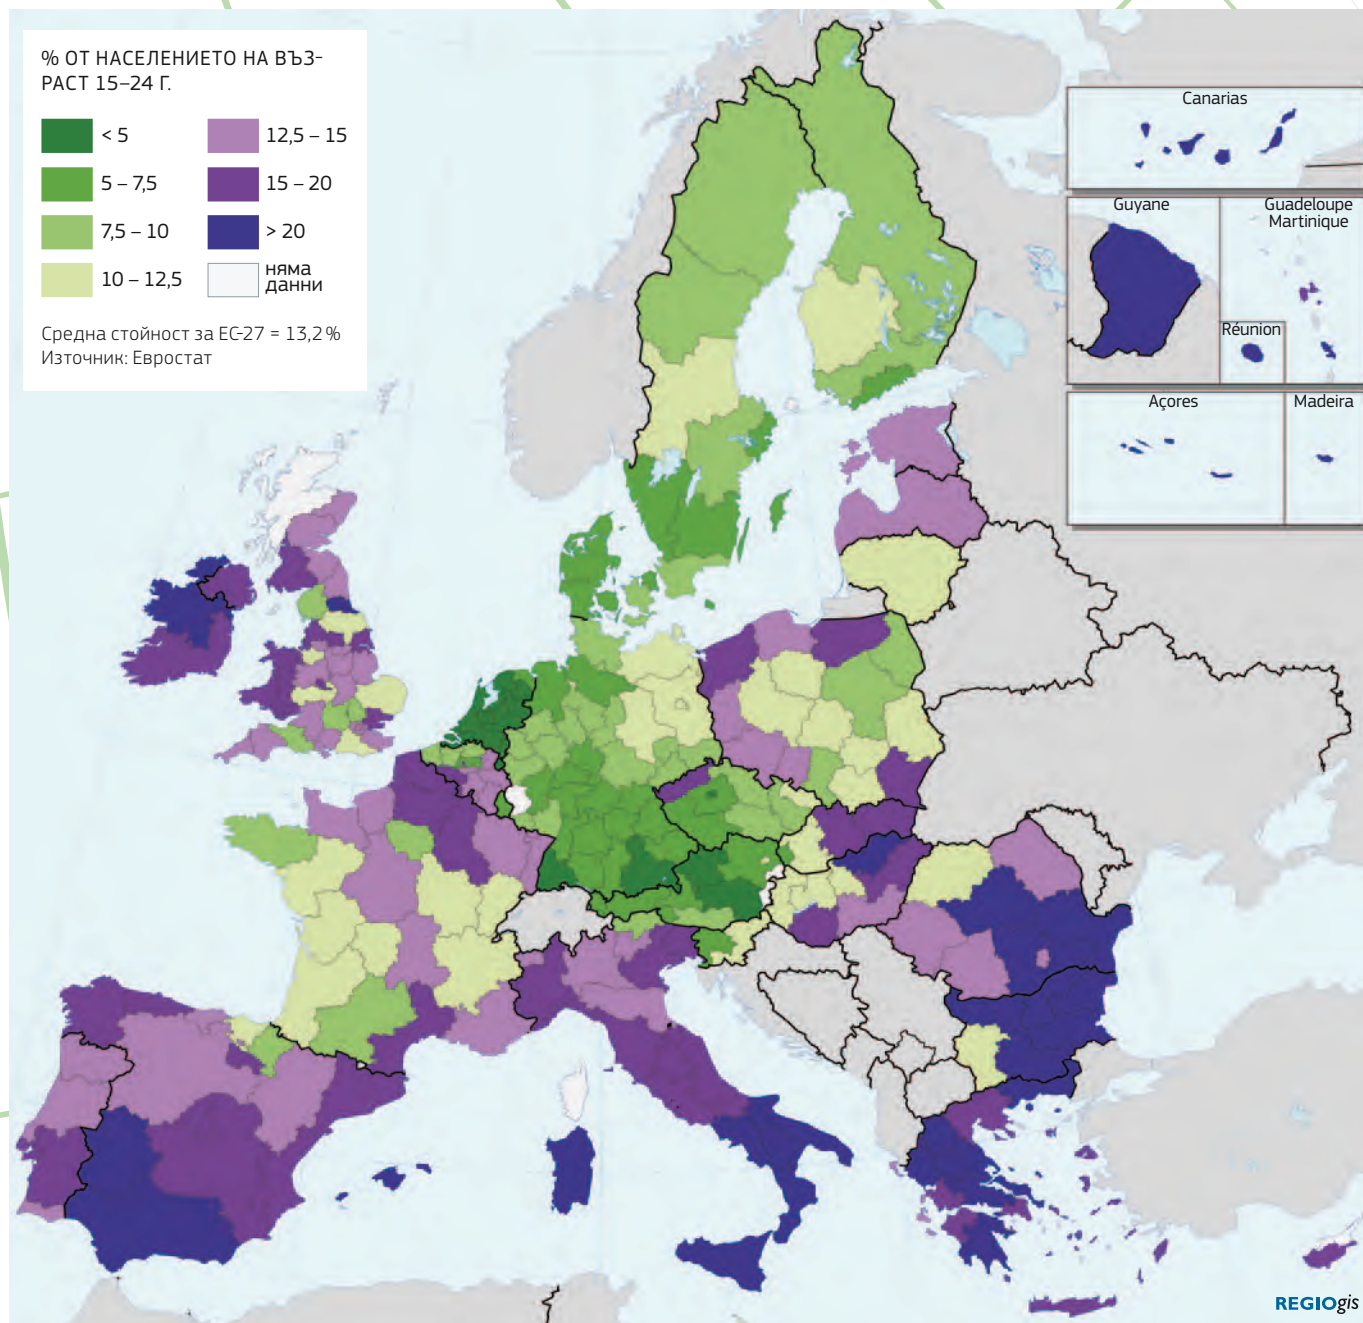 % ОТ НАСЕЛЕНИЕТО НА ВЪЗ-
РАСТ 15–24 Г.
< 5
5 – 7,5
7,5 – 10
10 – 12,5
12,5 – 15
15 – 20
> 20
няма
данни
Средна стойност за ЕС-27 = 13,2 %
Източник: Евростат
Canarias
Guyane
Guadeloupe
Martinique
Réunion
Açores
Madeira
REGIOgis